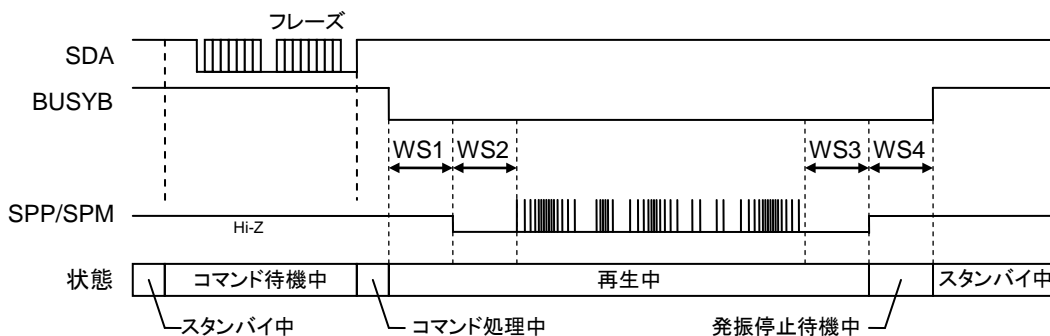 フレーズ
SDA
BUSYB
WS1 WS2 WS3 WS4
SPP/SPM
Hi-Z
状態 コマンド待機中 再生中 スタンバイ中
スタンバイ中 コマンド処理中 発振停止待機中